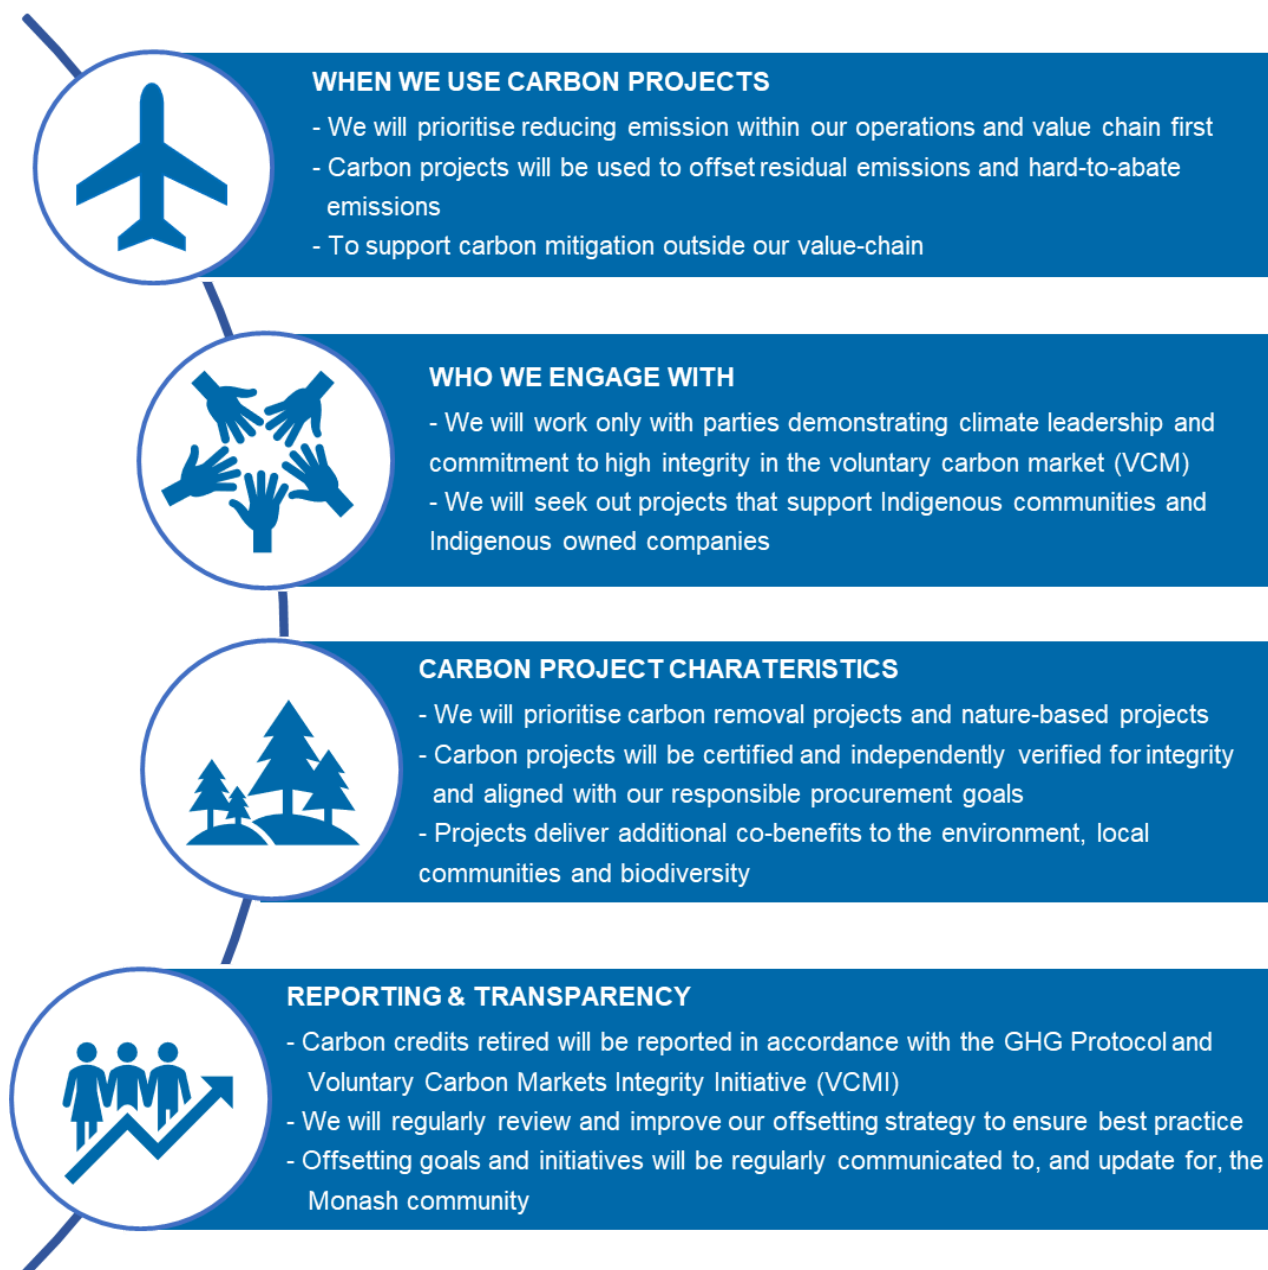 WHEN WE USE CARBON PROJECTS
- We will prioritise reducing emission within our operations and value chain first
- Carbon projects will be used to offset residual emissions and hard-to-abate
emissions
- To support carbon mitigation outside our value-chain
WHO WE ENGAGE WITH
- We will work only with parties demonstrating climate leadership and
commitment to high integrity in the voluntary carbon market (VCM)
- We will seek out projects that support Indigenous communities and
Indigenous owned companies
CARBON PROJECT CHARATERISTICS
- We will prioritise carbon removal projects and nature-based projects
- Carbon projects will be certified and independently verified for integrity
and aligned with our responsible procurement goals
- Projects deliver additional co-benefits to the environment, local
communities and biodiversity
REPORTING & TRANSPARENCY
- Carbon credits retired will be reported in accordance with the GHG Protocol and
Voluntary Carbon Markets Integrity Initiative (VCMI)
- We will regularly review and improve our offsetting strategy to ensure best practice
- Offsetting goals and initiatives will be regularly communicated to, and update for, the
Monash community